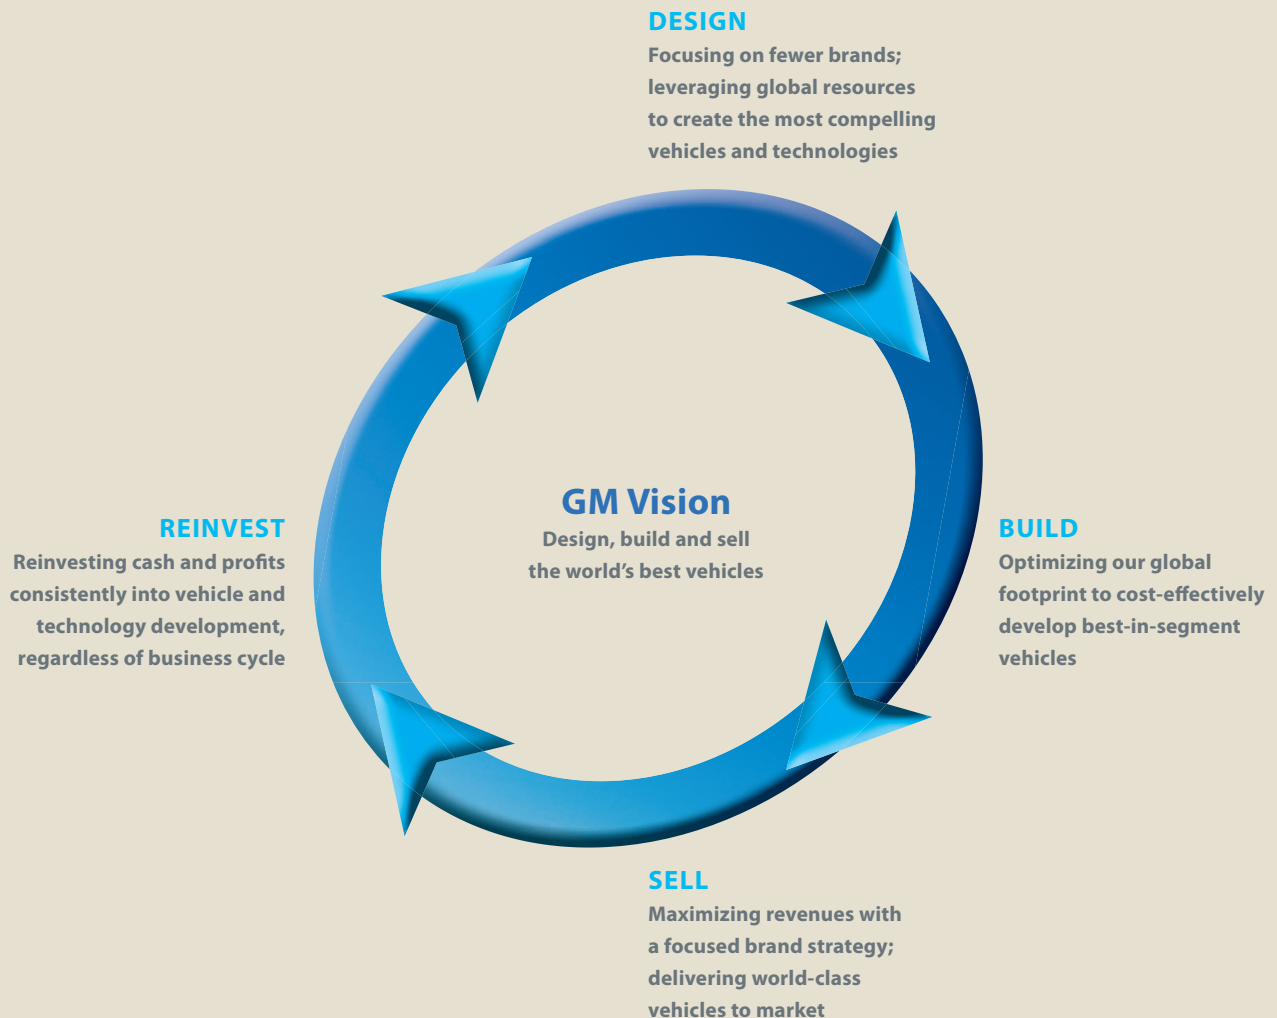 DESIGN
Focusing on fewer brands;
leveraging global resources
to create the most compelling
vehicles and technologies
GM Vision
Design, build and sell
the world's best vehicles
REINVEST
Reinvesting cash and profits
consistently into vehicle and
technology development,
regardless of business cycle
BUILD
Optimizing our global
footprint to cost-effectively
develop best-in-segment
vehicles
SELL
Maximizing revenues with
a focused brand strategy;
delivering world-class
vehicles to market